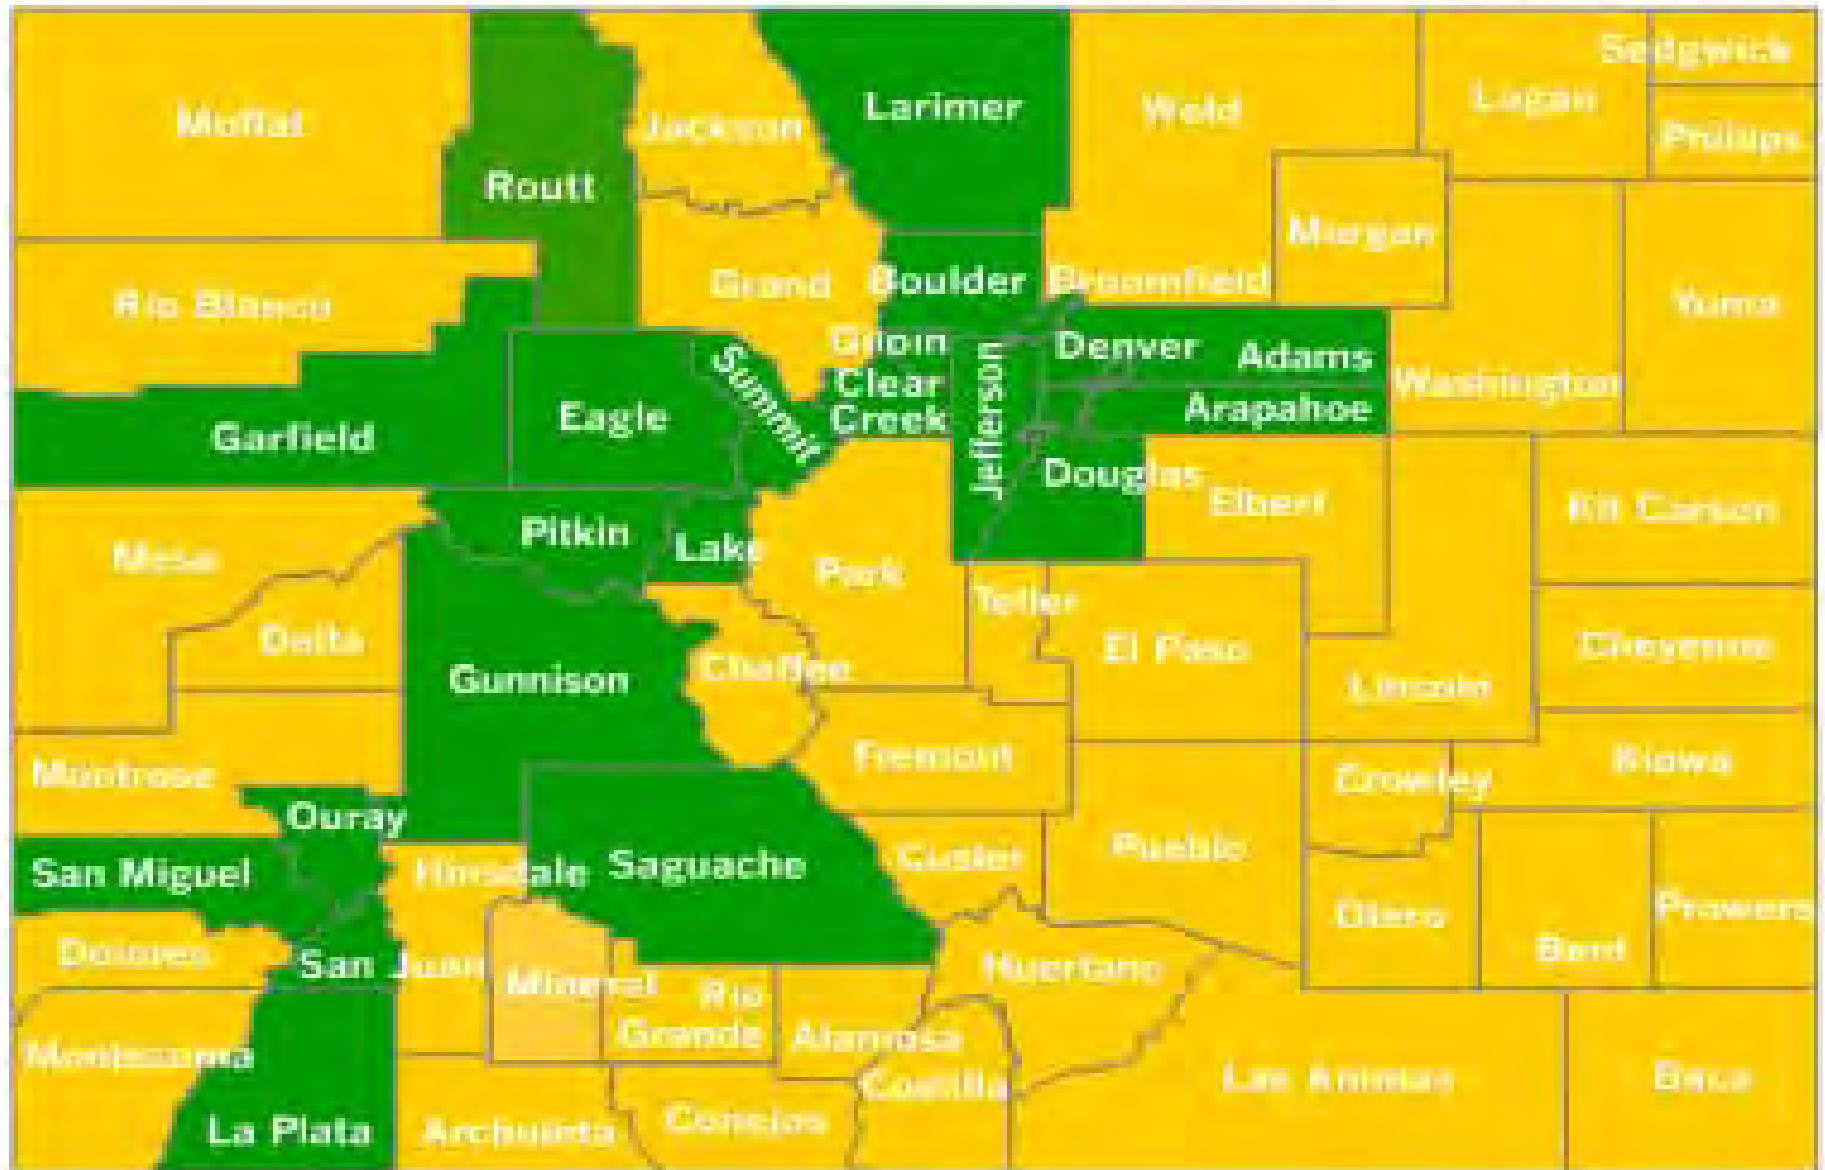 Sedgwick
Moffat
Jackson
Larimer
Weld
Logan
Phillips
Routt
Morgan
Rio Blanco
Grand
Boulder
Broomfield
Yuma
Gilpin
Denver
Adams
Summit
Clear
Creek
Jefferson
Washington
Arapahoe
Garfield
Eagle
Douglas
Elbert
Kit Carson
Mesa
Pitkin
Lake
Park
Teller
Delta
El Paso
Cheyenne
Gunnison
Chaffee
Lincoln
Montrose
Fremont
Crowley
Kiowa
Ouray
San Miguel
Hinsdale
Saguache
Custer
Pueblo
Otero
Prowers
Dolores
San Juan
Mineral
Rio
Grande
Huerfano
Bent
Alamosa
Montezuma
Costilla
Las Animas
Baca
La Plata
Archuleta
Conejos